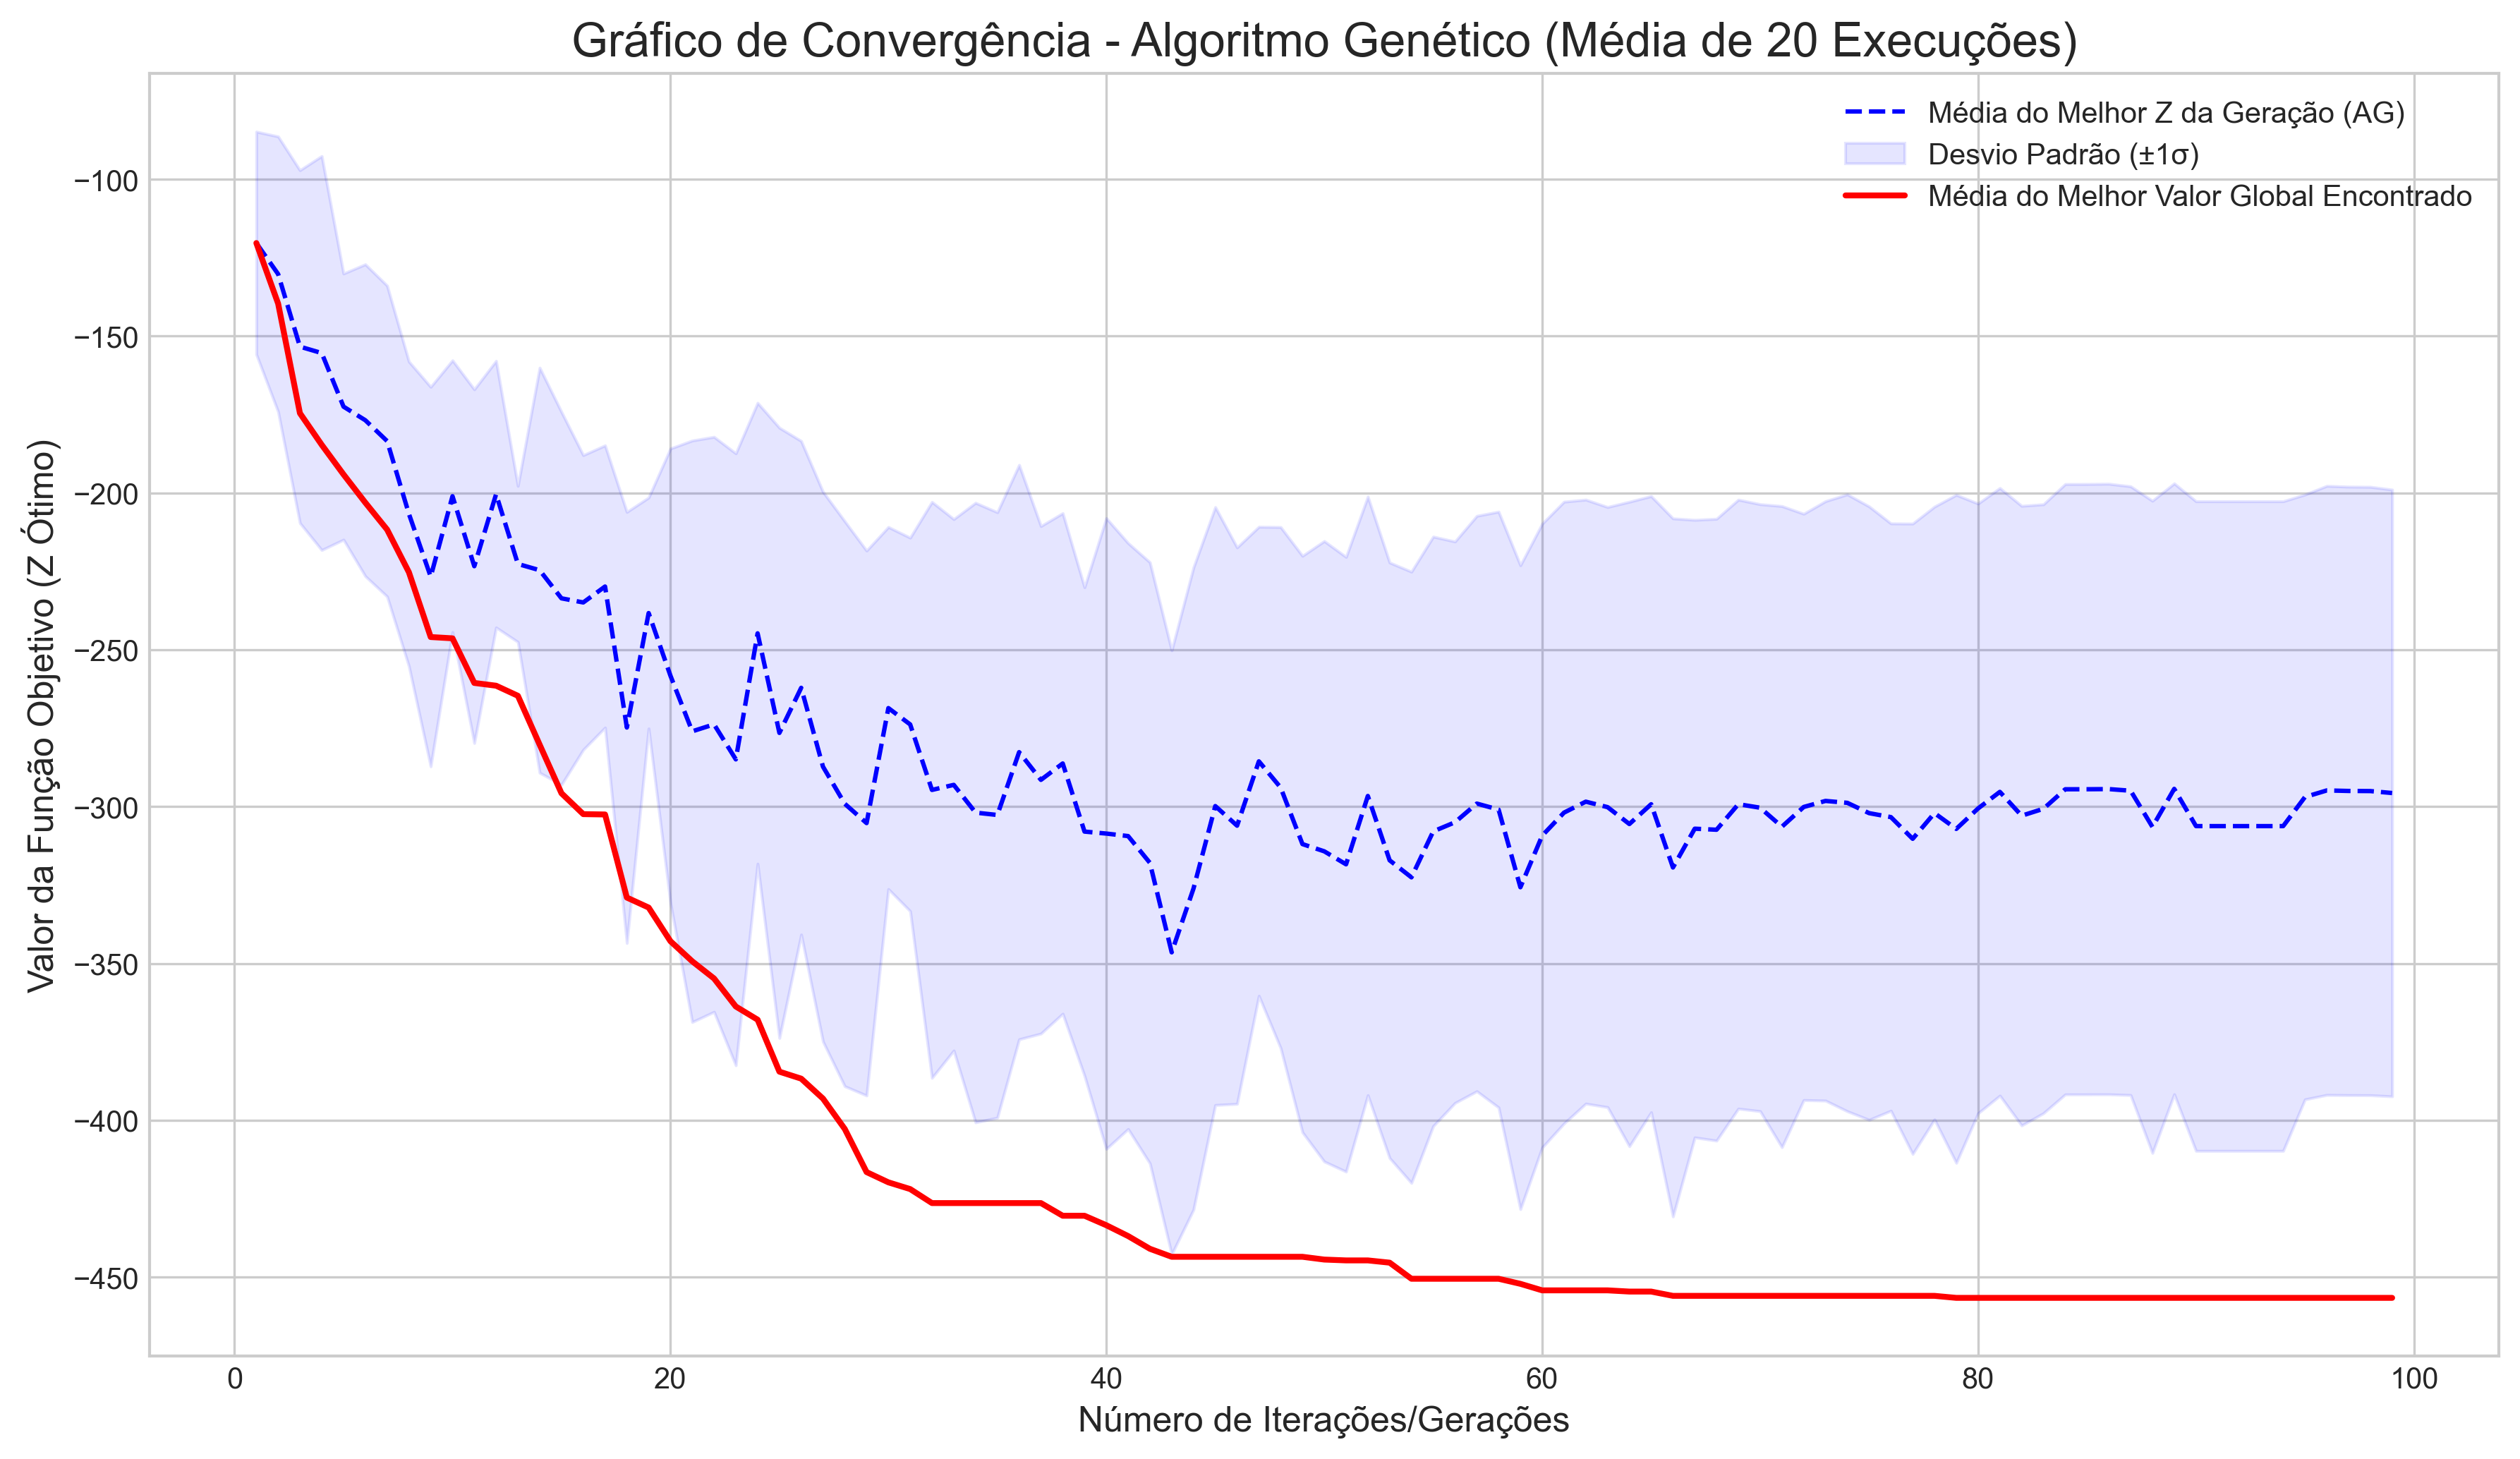 Gráfico de Convergência - Algoritmo Genético (Média de 20 Execuções)
Média do Melhor Z da Geração (AG)
Desvio Padrão (±1σ)
Média do Melhor Valor Global Encontrado
Valor da Função Objetivo (Z Ótimo)
−100
−150
−200
−250
−300
−350
−400
−450
0
20
40
60
80
100
Número de Iterações/Gerações